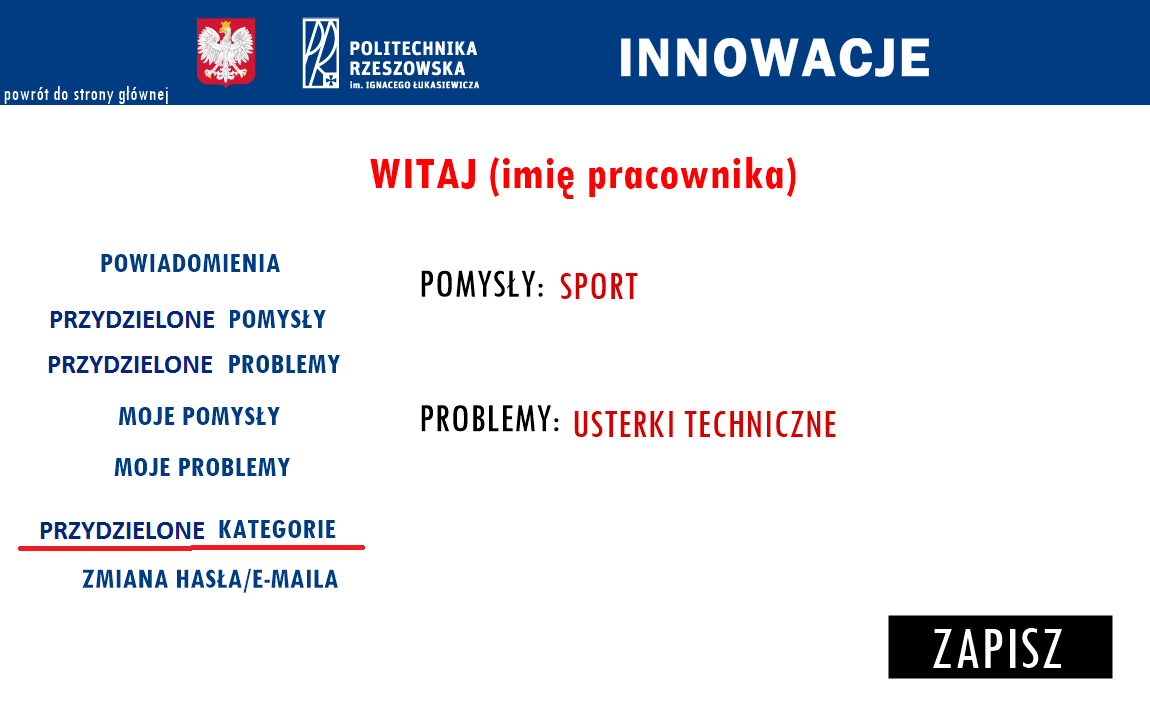 powrót do strony głównej
POLITECHNIKA
RZESZOWSKA
im. IGNACEGO ŁUKASIEWICZA
INNOWACJE
WITAJ (imię pracownika)
POWIADOMIENIA
PRZYDZIELONE POMYSŁY
PRZYDZIELONE PROBLEMY
MOJE POMYSŁY
MOJE PROBLEMY
PRZYDZIELONE KATEGORIE
ZMIANA HASŁA/E-MAILA
POMYSŁY: SPORT
PROBLEMY: USTERKI TECHNICZNE
ZAPISZ